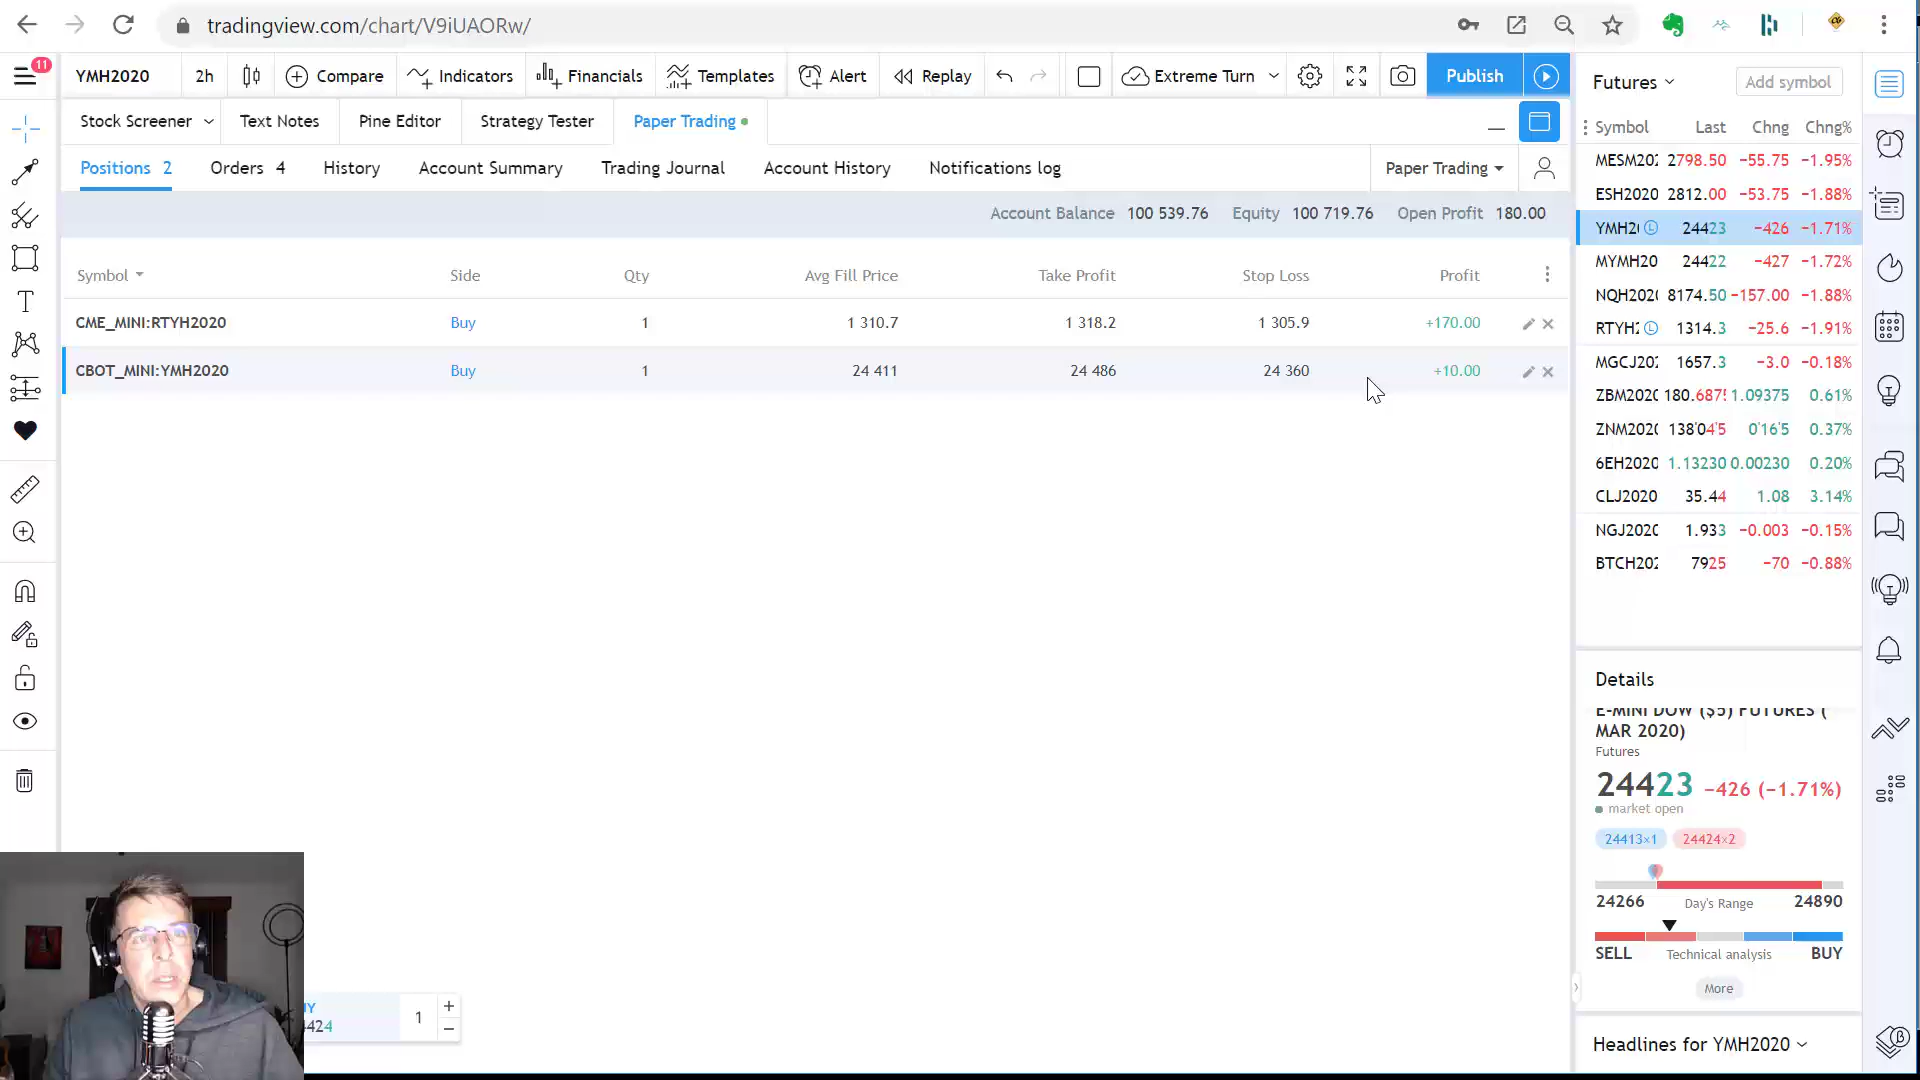 tradingview.com/chart/V9iUAORw/
11
YMH2020 2h Compare Indicators Financials Templates Alert Replay Extreme Turn Publish
Stock Screener Text Notes Pine Editor Strategy Tester Paper Trading
Positions 2 Orders 4 History Account Summary Trading Journal Account History Notifications log Paper Trading
Account Balance 100 539.76 Equity 100 719.76 Open Profit 180.00
Symbol Side Qty Avg Fill Price Take Profit Stop Loss Profit
CME_MINI:RTYH2020 Buy 1 1 310.7 1 318.2 1 305.9 +170.00
CBOT_MINI:YMH2020 Buy 1 24 411 24 486 24 360 +10.00
4424 1 + −
Futures Add symbol
Symbol Last Chng Chng%
MESM202 2798.50 −55.75 −1.95%
ESH2020 2812.00 −53.75 −1.88%
YMH2 24423 −426 −1.71%
MYMH20 24422 −427 −1.72%
NQH202 8174.50 −157.00 −1.88%
RTYH 1314.3 −25.6 −1.91%
MGCJ202 1657.3 −3.0 −0.18%
ZBM202 180.687 1.09375 0.61%
ZNM202 138'04'5 0'16'5 0.37%
6EH2020 1.13230 0.00230 0.20%
CLJ2020 35.44 1.08 3.14%
NGJ2020 1.933 −0.003 −0.15%
BTCH202 7925 −70 −0.88%
Details
E-MINI DOW ($5) FUTURES (
MAR 2020)
Futures
24423 −426 (−1.71%)
market open
24413×1 24424×2
24266 Day's Range 24890
SELL Technical analysis BUY
More
Headlines for YMH2020